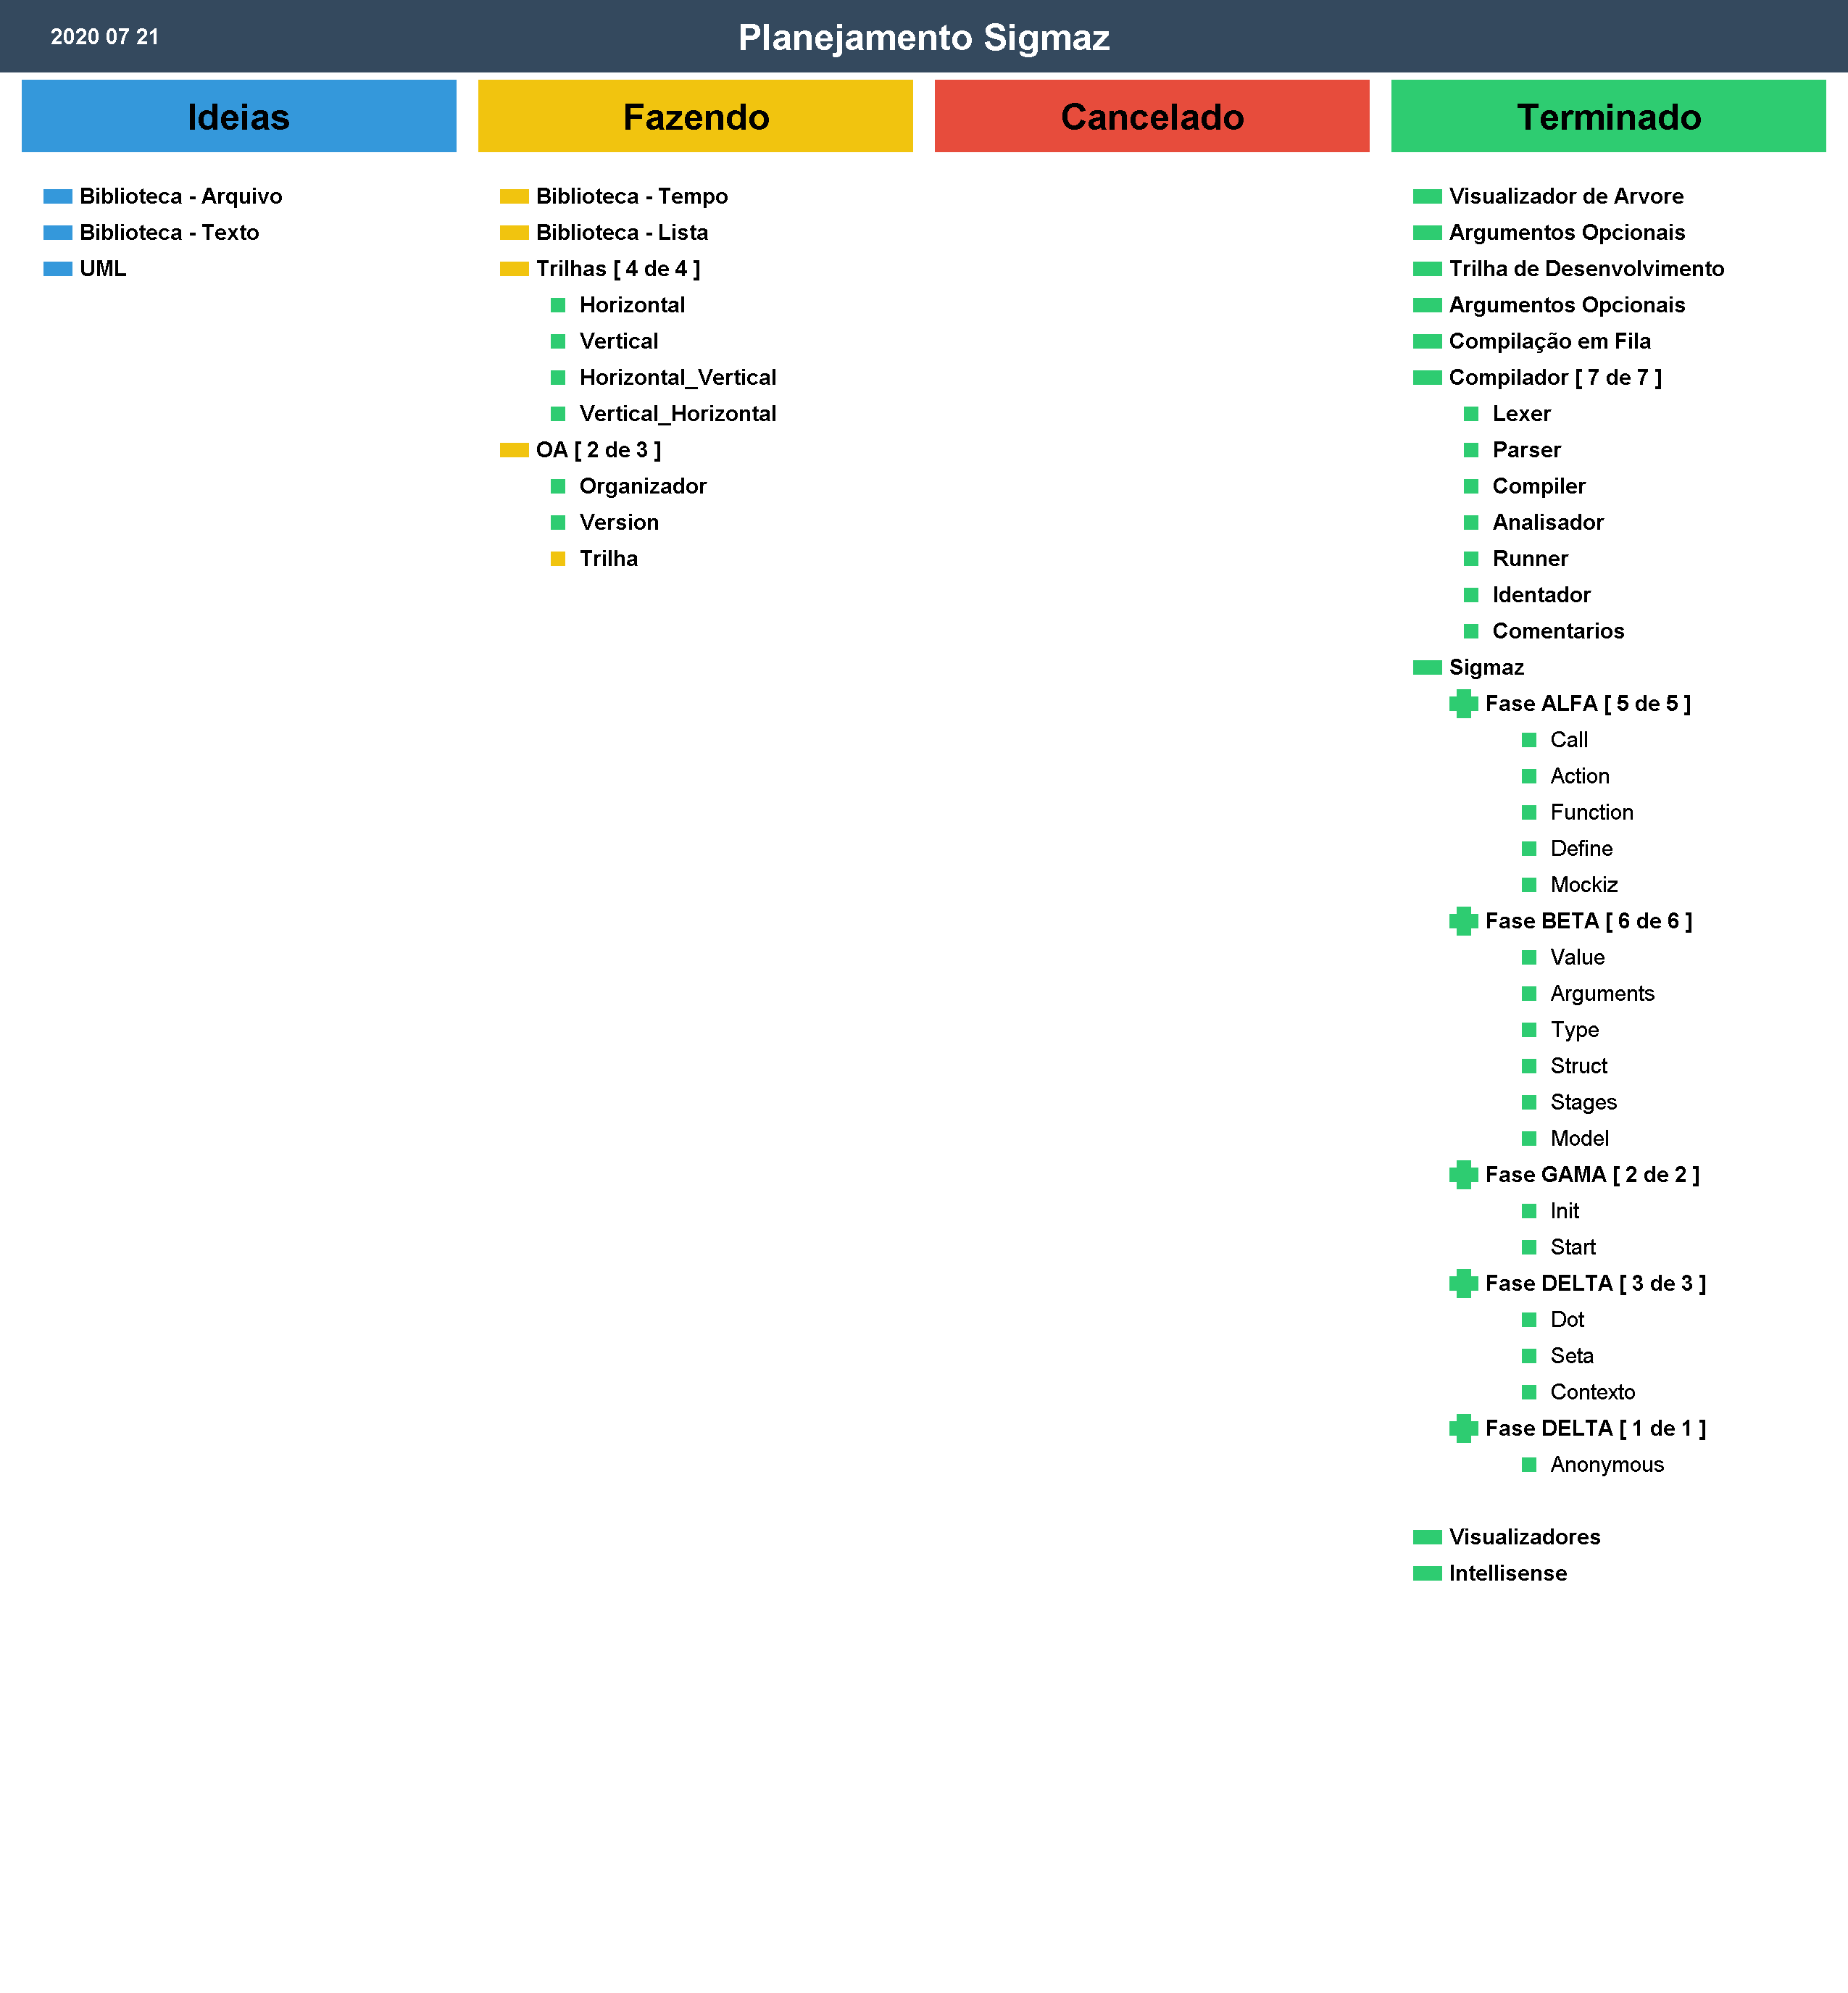 2020 07 21
Planejamento Sigmaz
Ideias
Biblioteca - Arquivo
Biblioteca - Texto
UML
Fazendo
Biblioteca - Tempo
Biblioteca - Lista
Trilhas [ 4 de 4 ]
Horizontal
Vertical
Horizontal_Vertical
Vertical_Horizontal
OA [ 2 de 3 ]
Organizador
Version
Trilha
Cancelado
Terminado
Visualizador de Arvore
Argumentos Opcionais
Trilha de Desenvolvimento
Argumentos Opcionais
Compilação em Fila
Compilador [ 7 de 7 ]
Lexer
Parser
Compiler
Analisador
Runner
Identador
Comentarios
Sigmaz
Fase ALFA [ 5 de 5 ]
Call
Action
Function
Define
Mockiz
Fase BETA [ 6 de 6 ]
Value
Arguments
Type
Struct
Stages
Model
Fase GAMA [ 2 de 2 ]
Init
Start
Fase DELTA [ 3 de 3 ]
Dot
Seta
Contexto
Fase DELTA [ 1 de 1 ]
Anonymous
Visualizadores
Intellisense